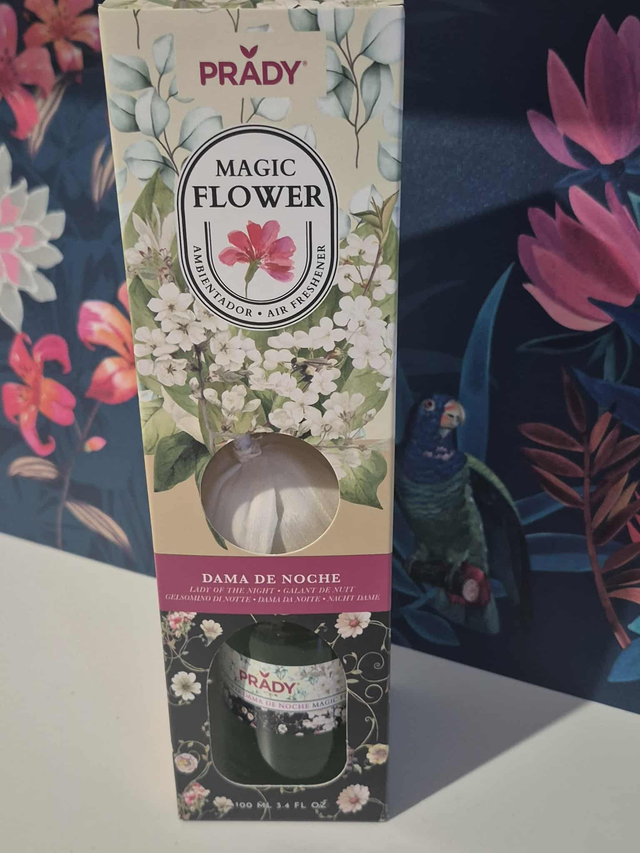 PRADY®
MAGIC
FLOWER
AMBIENTADOR • AIR FRESHENER
DAMA DE NOCHE
LADY OF THE NIGHT • GALANT DE NUIT
GELSOMINO DI NOTTE • DAMA DA NOITE • NACHT DAME
PRADY®
DAMA DE NOCHE MAGIC
100 ML 3.4 FL OZ